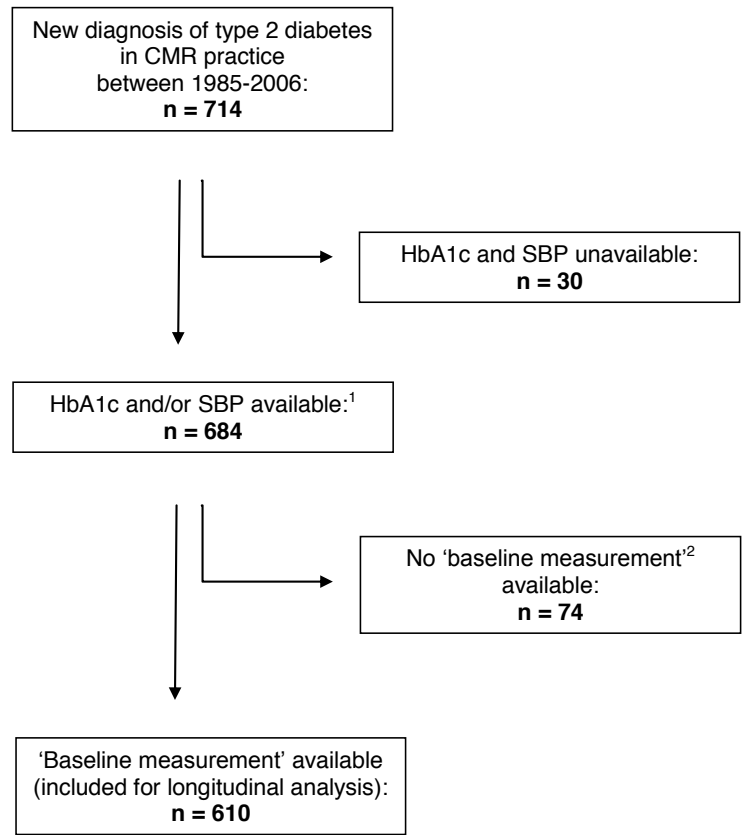 New diagnosis of type 2 diabetes
in CMR practice
between 1985-2006:
n = 714
HbA1c and SBP unavailable:
n = 30
HbA1c and/or SBP available:¹
n = 684
No ‘baseline measurement’²
available:
n = 74
‘Baseline measurement’ available
(included for longitudinal analysis):
n = 610